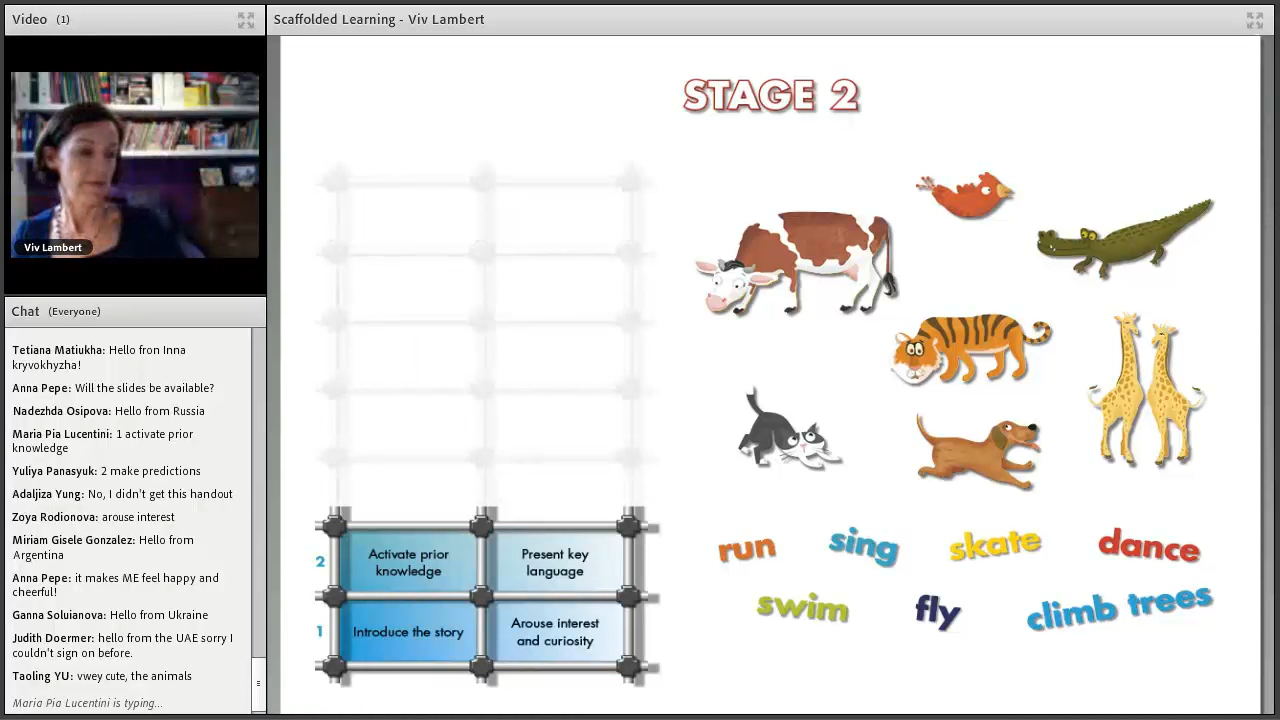 Video (1)
Scaffolded Learning - Viv Lambert
Viv Lambert
Chat (Everyone)
Tetiana Matiukha: Hello fron Inna
kryvokhyzha!
Anna Pepe: Will the slides be available?
Nadezhda Osipova: Hello from Russia
Maria Pia Lucentini: 1 activate prior
knowledge
Yuliya Panasyuk: 2 make predictions
Adaljiza Yung: No, I didn't get this handout
Zoya Rodionova: arouse interest
Miriam Gisele Gonzalez: Hello from
Argentina
Anna Pepe: it makes ME feel happy and
cheerful!
Ganna Soluianova: Hello from Ukraine
Judith Doermer: hello from the UAE sorry I
couldn't sign on before.
Taoling YU: vwey cute, the animals
Maria Pia Lucentini is typing...
STAGE 2
2
Activate prior
knowledge
Present key
language
1
Introduce the story
Arouse interest
and curiosity
run sing skate dance
swim fly climb trees